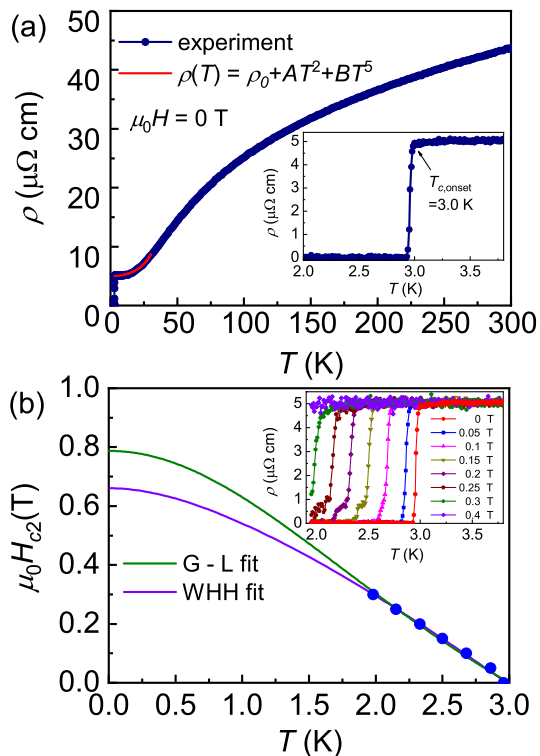 (a)
50
40
30
20
10
0
ρ (μΩ cm)
experiment
ρ(T) = ρ₀+AT²+BT⁵
μ₀H = 0 T
5
4
3
2
1
0
ρ (μΩ cm)
T_c,onset
=3.0 K
2.0 2.5 3.0 3.5
T (K)
0 50 100 150 200 250 300
T (K)
(b)
1.0
0.8
0.6
0.4
0.2
0.0
μ₀H_c2(T)
G - L fit
WHH fit
5
4
3
2
1
0
ρ (μΩ cm)
0 T
0.05 T
0.1 T
0.15 T
0.2 T
0.25 T
0.3 T
0.4 T
2.0 2.5 3.0 3.5
T (K)
0.0 0.5 1.0 1.5 2.0 2.5 3.0
T (K)